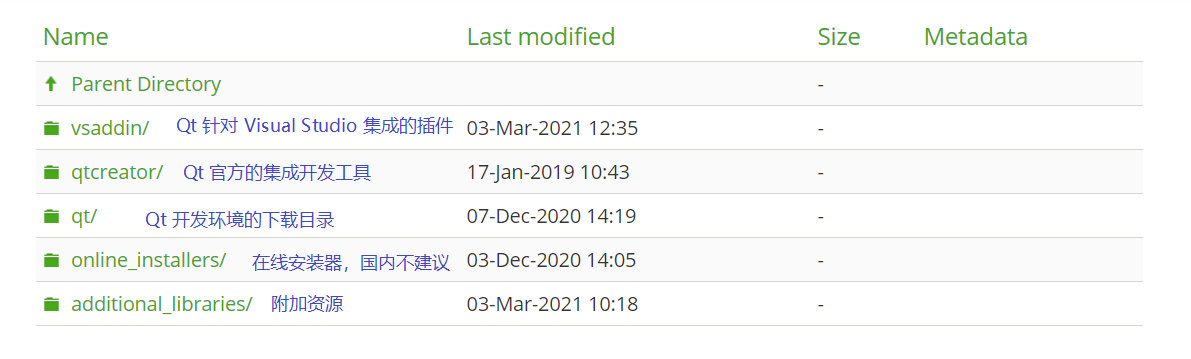 Name Last modified Size Metadata
Parent Directory -
vsaddin/ Qt 针对 Visual Studio 集成的插件 03-Mar-2021 12:35 -
qtcreator/ Qt 官方的集成开发工具 17-Jan-2019 10:43 -
qt/ Qt 开发环境的下载目录 07-Dec-2020 14:19 -
online_installers/ 在线安装器，国内不建议 03-Dec-2020 14:05 -
additional_libraries/ 附加资源 03-Mar-2021 10:18 -